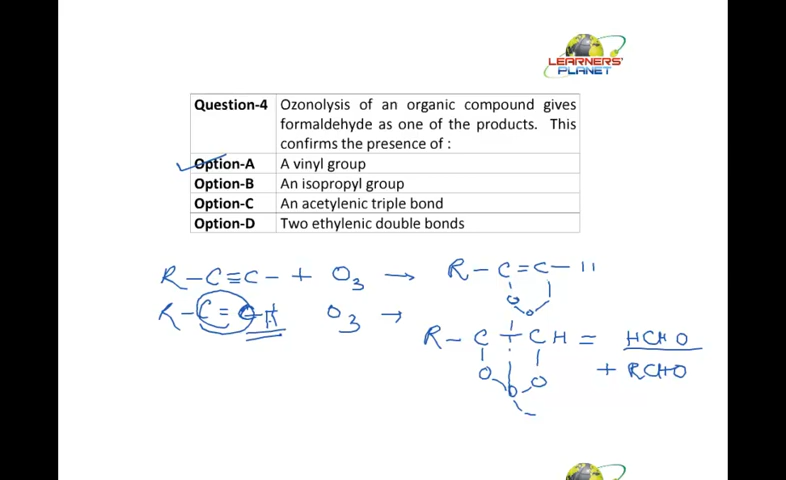 LEARNERS'
PLANET
Question-4 Ozonolysis of an organic compound gives
formaldehyde as one of the products. This
confirms the presence of :
Option-A A vinyl group
Option-B An isopropyl group
Option-C An acetylenic triple bond
Option-D Two ethylenic double bonds
R-C≡C- + O3 → R-C=C-
O3 →
R-C CH = HCHO
+ RCHO